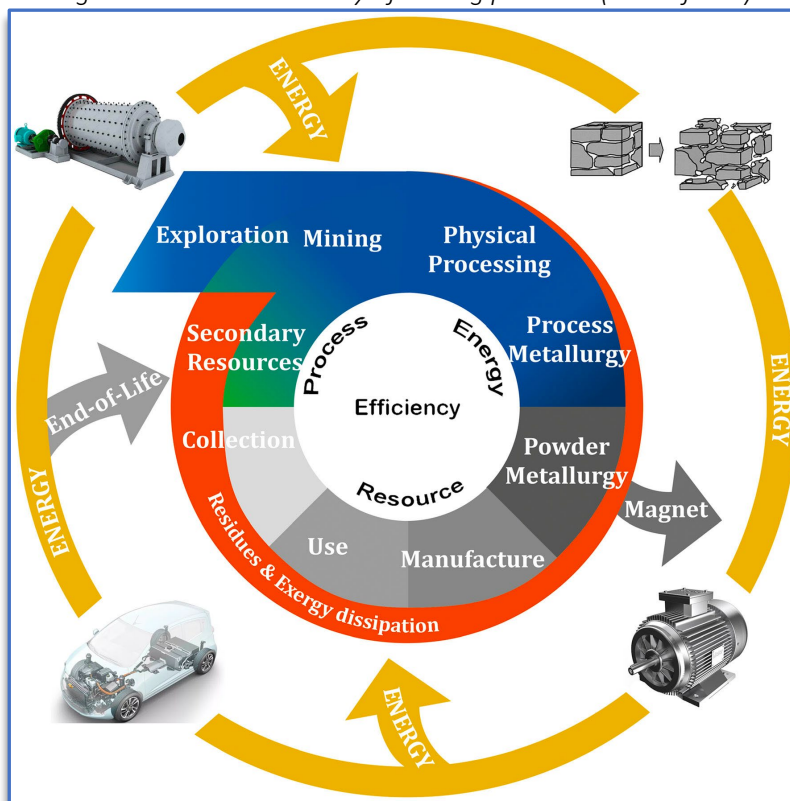 ENERGY
Exploration
Mining
Physical
Processing
Secondary
Resources
Process
Energy
Process
Metallurgy
ENERGY
End-of-Life
Efficiency
Collection
Powder
Metallurgy
Resource
Magnet
ENERGY
Use
Manufacture
Residues & Exergy dissipation
ENERGY